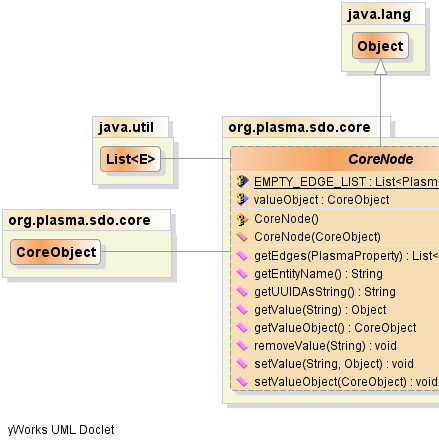 java.lang
Object
java.util
List<E>
org.plasma.sdo.core
CoreNode
EMPTY_EDGE_LIST : List<Plasm
valueObject : CoreObject
CoreNode()
CoreNode(CoreObject)
getEdges(PlasmaProperty) : List<
getEntityName() : String
getUUIDAsString() : String
getValue(String) : Object
getValueObject() : CoreObject
removeValue(String) : void
setValue(String, Object) : void
setValueObject(CoreObject) : void
org.plasma.sdo.core
CoreObject
yWorks UML Doclet